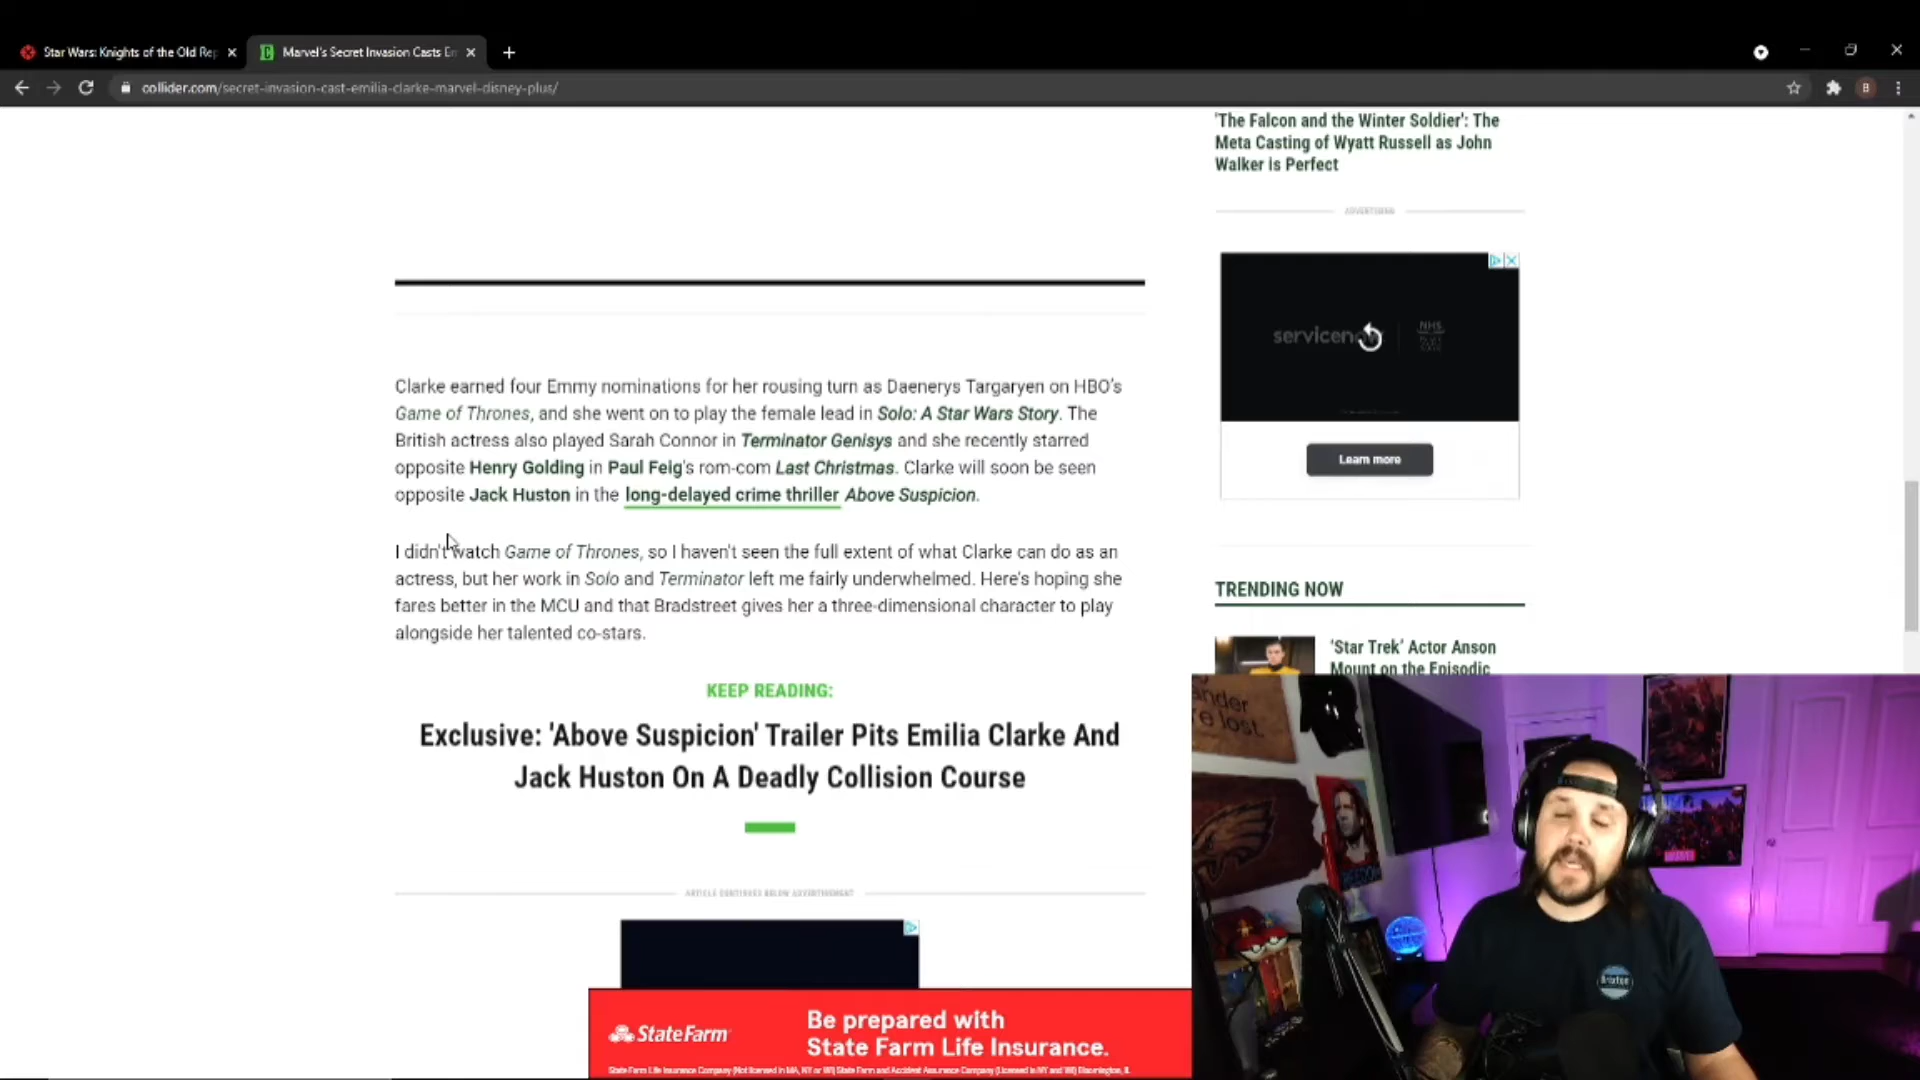 Star Wars: Knights of the Old Rep
Marvel's Secret Invasion Casts Em
collider.com/secret-invasion-cast-emilia-clarke-marvel-disney-plus/
B
'The Falcon and the Winter Soldier': The
Meta Casting of Wyatt Russell as John
Walker is Perfect
ADVERTISING
servicenow
NHS
Learn more
Clarke earned four Emmy nominations for her rousing turn as Daenerys Targaryen on HBO's
Game of Thrones, and she went on to play the female lead in Solo: A Star Wars Story. The
British actress also played Sarah Connor in Terminator Genisys and she recently starred
opposite Henry Golding in Paul Feig's rom-com Last Christmas. Clarke will soon be seen
opposite Jack Huston in the long-delayed crime thriller Above Suspicion.
I didn't watch Game of Thrones, so I haven't seen the full extent of what Clarke can do as an
actress, but her work in Solo and Terminator left me fairly underwhelmed. Here's hoping she
fares better in the MCU and that Bradstreet gives her a three-dimensional character to play
alongside her talented co-stars.
TRENDING NOW
'Star Trek' Actor Anson
Mount on the Episodic
KEEP READING:
Exclusive: 'Above Suspicion' Trailer Pits Emilia Clarke And
Jack Huston On A Deadly Collision Course
ARTICLE CONTINUES BELOW ADVERTISEMENT
StateFarm
Be prepared with
State Farm Life Insurance.
State Farm Life Insurance Company (Not licensed in MA, NY or WI) State Farm and Accident Assurance Company (Licensed in NY and WI) Bloomington, IL
ander
re lost.
FREEDOM
MARVEL
Brixton